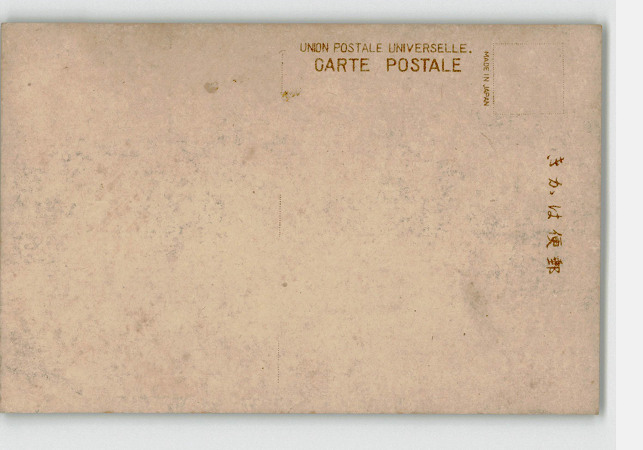 UNION POSTALE UNIVERSELLE.
CARTE POSTALE
MADE IN JAPAN
郵便はかき